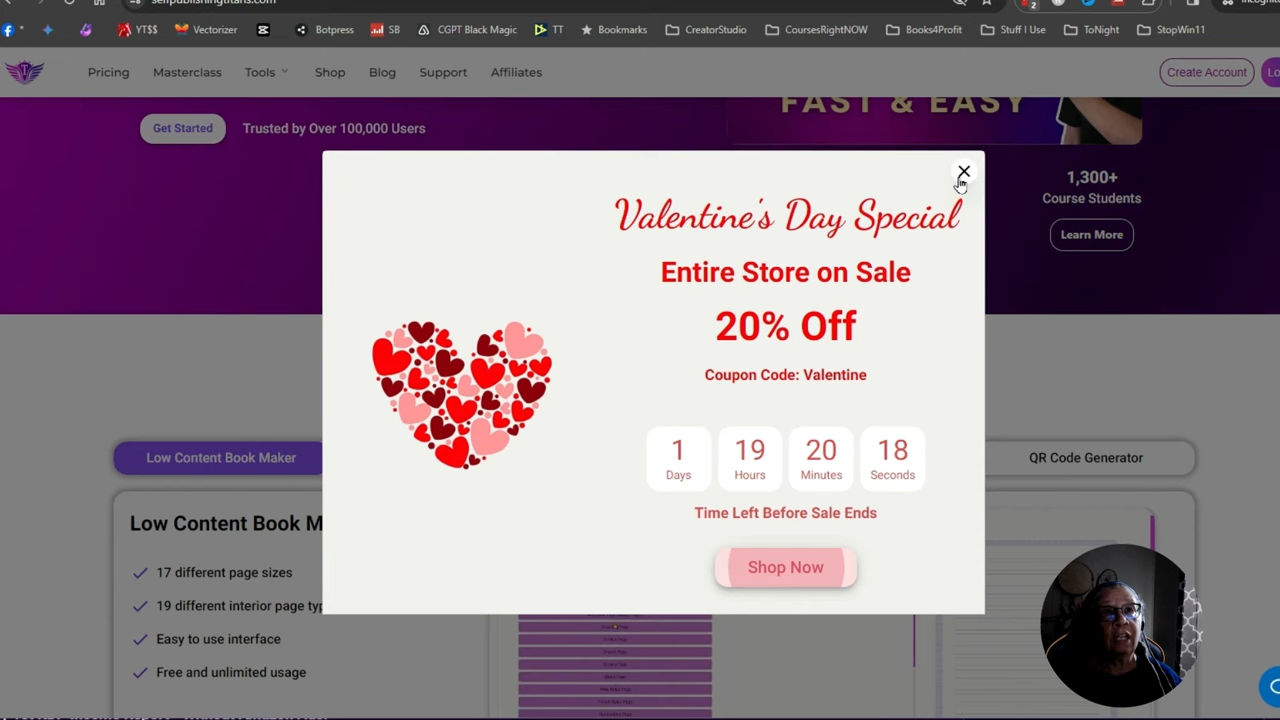 selfpublishingtitans.com
YT$$
Vectorizer
Botpress
SB
CGPT Black Magic
TT
Bookmarks
CreatorStudio
CoursesRightNOW
Books4Profit
Stuff I Use
ToNight
StopWin11
Pricing
Masterclass
Tools
Shop
Blog
Support
Affiliates
Create Account
Lo
FAST & EASY
Get Started
Trusted by Over 100,000 Users
1,300+
Course Students
Learn More
Valentine's Day Special
Entire Store on Sale
20% Off
Coupon Code: Valentine
1 19 20 18
Days Hours Minutes Seconds
Time Left Before Sale Ends
Shop Now
Low Content Book Maker
QR Code Generator
Low Content Book M
17 different page sizes
19 different interior page typ
Easy to use interface
Free and unlimited usage